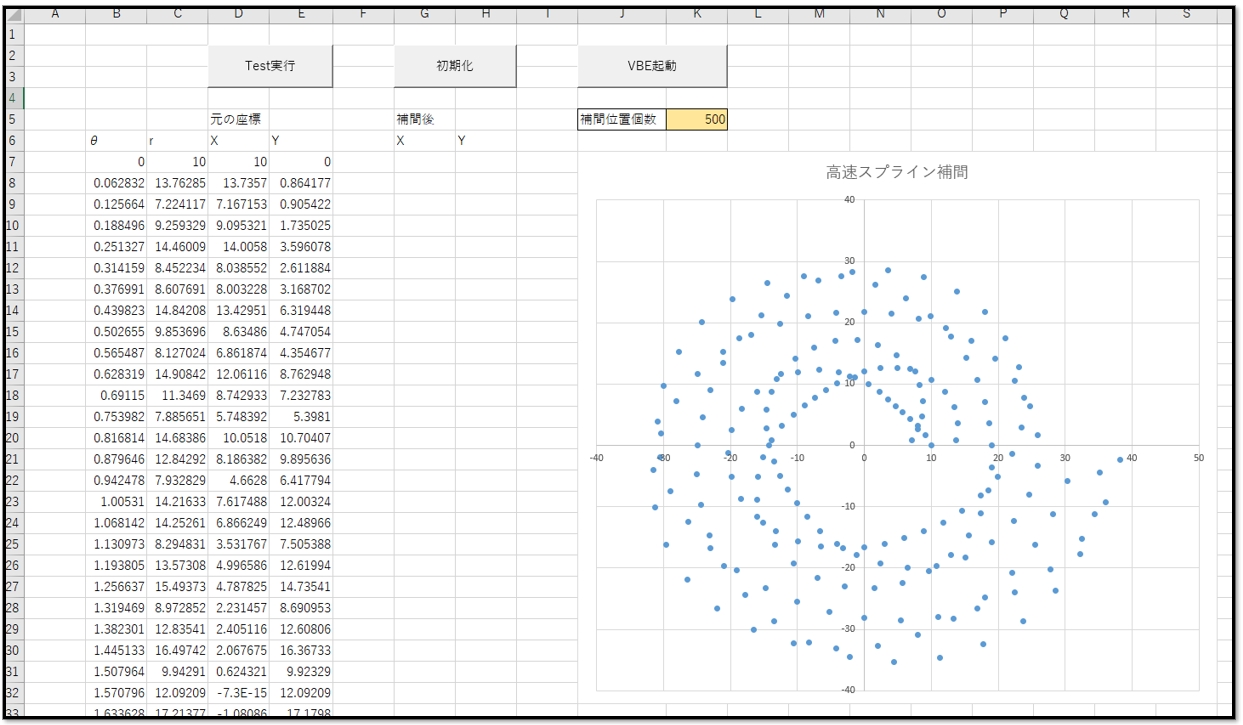 A B C D E F G H I J K L M N O P Q R S
1
2
Test実行 初期化 VBE起動
3
4
5 元の座標 補間後 補間位置個数 500
6 θ r X Y X Y
7 0 10 10 0
高速スプライン補間
8 0.062832 13.76285 13.7357 0.864177
9 0.125664 7.224117 7.167153 0.905422
10 0.188496 9.259329 9.095321 1.735025
11 0.251327 14.46009 14.0058 3.596078
12 0.314159 8.452234 8.038552 2.611884
13 0.376991 8.607691 8.003228 3.168702
14 0.439823 14.84208 13.42951 6.319448
15 0.502655 9.853696 8.63486 4.747054
16 0.565487 8.127024 6.861874 4.354677
17 0.628319 14.90842 12.06116 8.762948
18 0.69115 11.3469 8.742933 7.232783
19 0.753982 7.885651 5.748392 5.3981
20 0.816814 14.68386 10.0518 10.70407
21 0.879646 12.84292 8.186382 9.895636
22 0.942478 7.932829 4.6628 6.417794
23 1.00531 14.21633 7.617488 12.00324
24 1.068142 14.25261 6.866249 12.48966
25 1.130973 8.294831 3.531767 7.505388
26 1.193805 13.57308 4.996586 12.61994
27 1.256637 15.49373 4.787825 14.73541
28 1.319469 8.972852 2.231457 8.690953
29 1.382301 12.83541 2.405116 12.60806
30 1.445133 16.49742 2.067675 16.36733
31 1.507964 9.94291 0.624321 9.92329
32 1.570796 12.09209 -7.3E-15 12.09209
33 1.633628 17.21377 -1.08086 17.1798
40
30
20
10
0
-10
-20
-30
-40
-40 -30 -20 -10 0 10 20 30 40 50